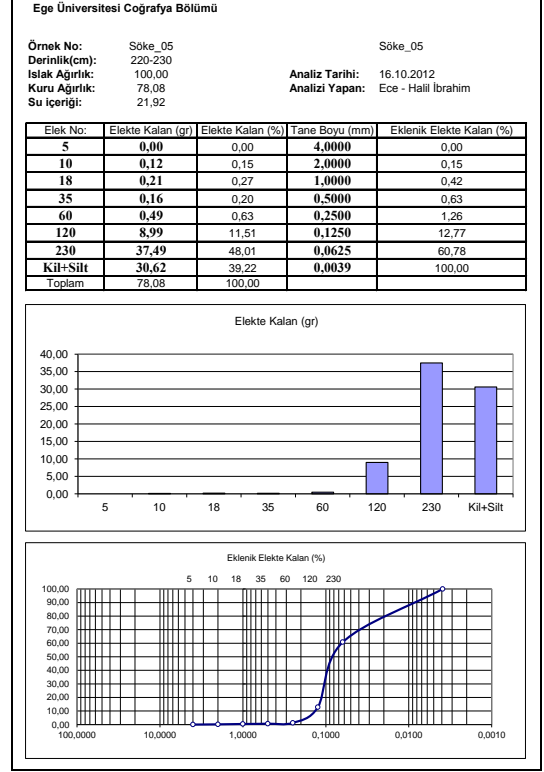 Ege Üniversitesi Coğrafya Bölümü
Örnek No: Söke_05 Söke_05
Derinlik(cm): 220-230
Islak Ağırlık: 100,00 Analiz Tarihi: 16.10.2012
Kuru Ağırlık: 78,08 Analizi Yapan: Ece - Halil İbrahim
Su içeriği: 21,92
Elek No: Elekte Kalan (gr) Elekte Kalan (%) Tane Boyu (mm) Eklenik Elekte Kalan (%)
5 0,00 0,00 4,0000 0,00
10 0,12 0,15 2,0000 0,15
18 0,21 0,27 1,0000 0,42
35 0,16 0,20 0,5000 0,63
60 0,49 0,63 0,2500 1,26
120 8,99 11,51 0,1250 12,77
230 37,49 48,01 0,0625 60,78
Kil+Silt 30,62 39,22 0,0039 100,00
Toplam 78,08 100,00
Elekte Kalan (gr)
40,00
35,00
30,00
25,00
20,00
15,00
10,00
5,00
0,00
5 10 18 35 60 120 230 Kil+Silt
Eklenik Elekte Kalan (%)
5 10 18 35 60 120 230
100,00
90,00
80,00
70,00
60,00
50,00
40,00
30,00
20,00
10,00
0,00
100,0000 10,0000 1,0000 0,1000 0,0100 0,0010